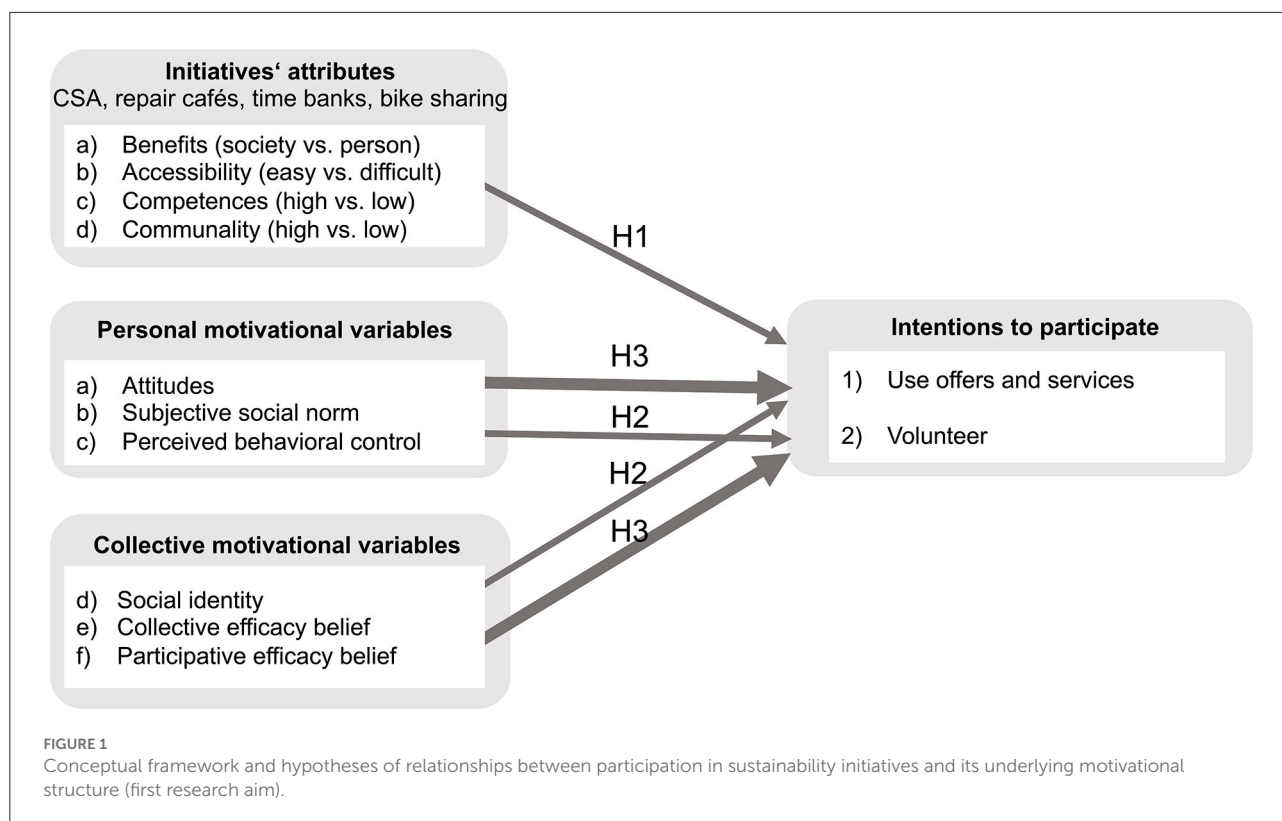 Initiatives‘ attributes
CSA, repair cafés, time banks, bike sharing
a) Benefits (society vs. person)
b) Accessibility (easy vs. difficult)
c) Competences (high vs. low)
d) Communality (high vs. low)
H1
Personal motivational variables
a) Attitudes
b) Subjective social norm
c) Perceived behavioral control
H3
H2
H2
H3
Intentions to participate
1) Use offers and services
2) Volunteer
Collective motivational variables
d) Social identity
e) Collective efficacy belief
f) Participative efficacy belief
FIGURE 1
Conceptual framework and hypotheses of relationships between participation in sustainability initiatives and its underlying motivational
structure (first research aim).